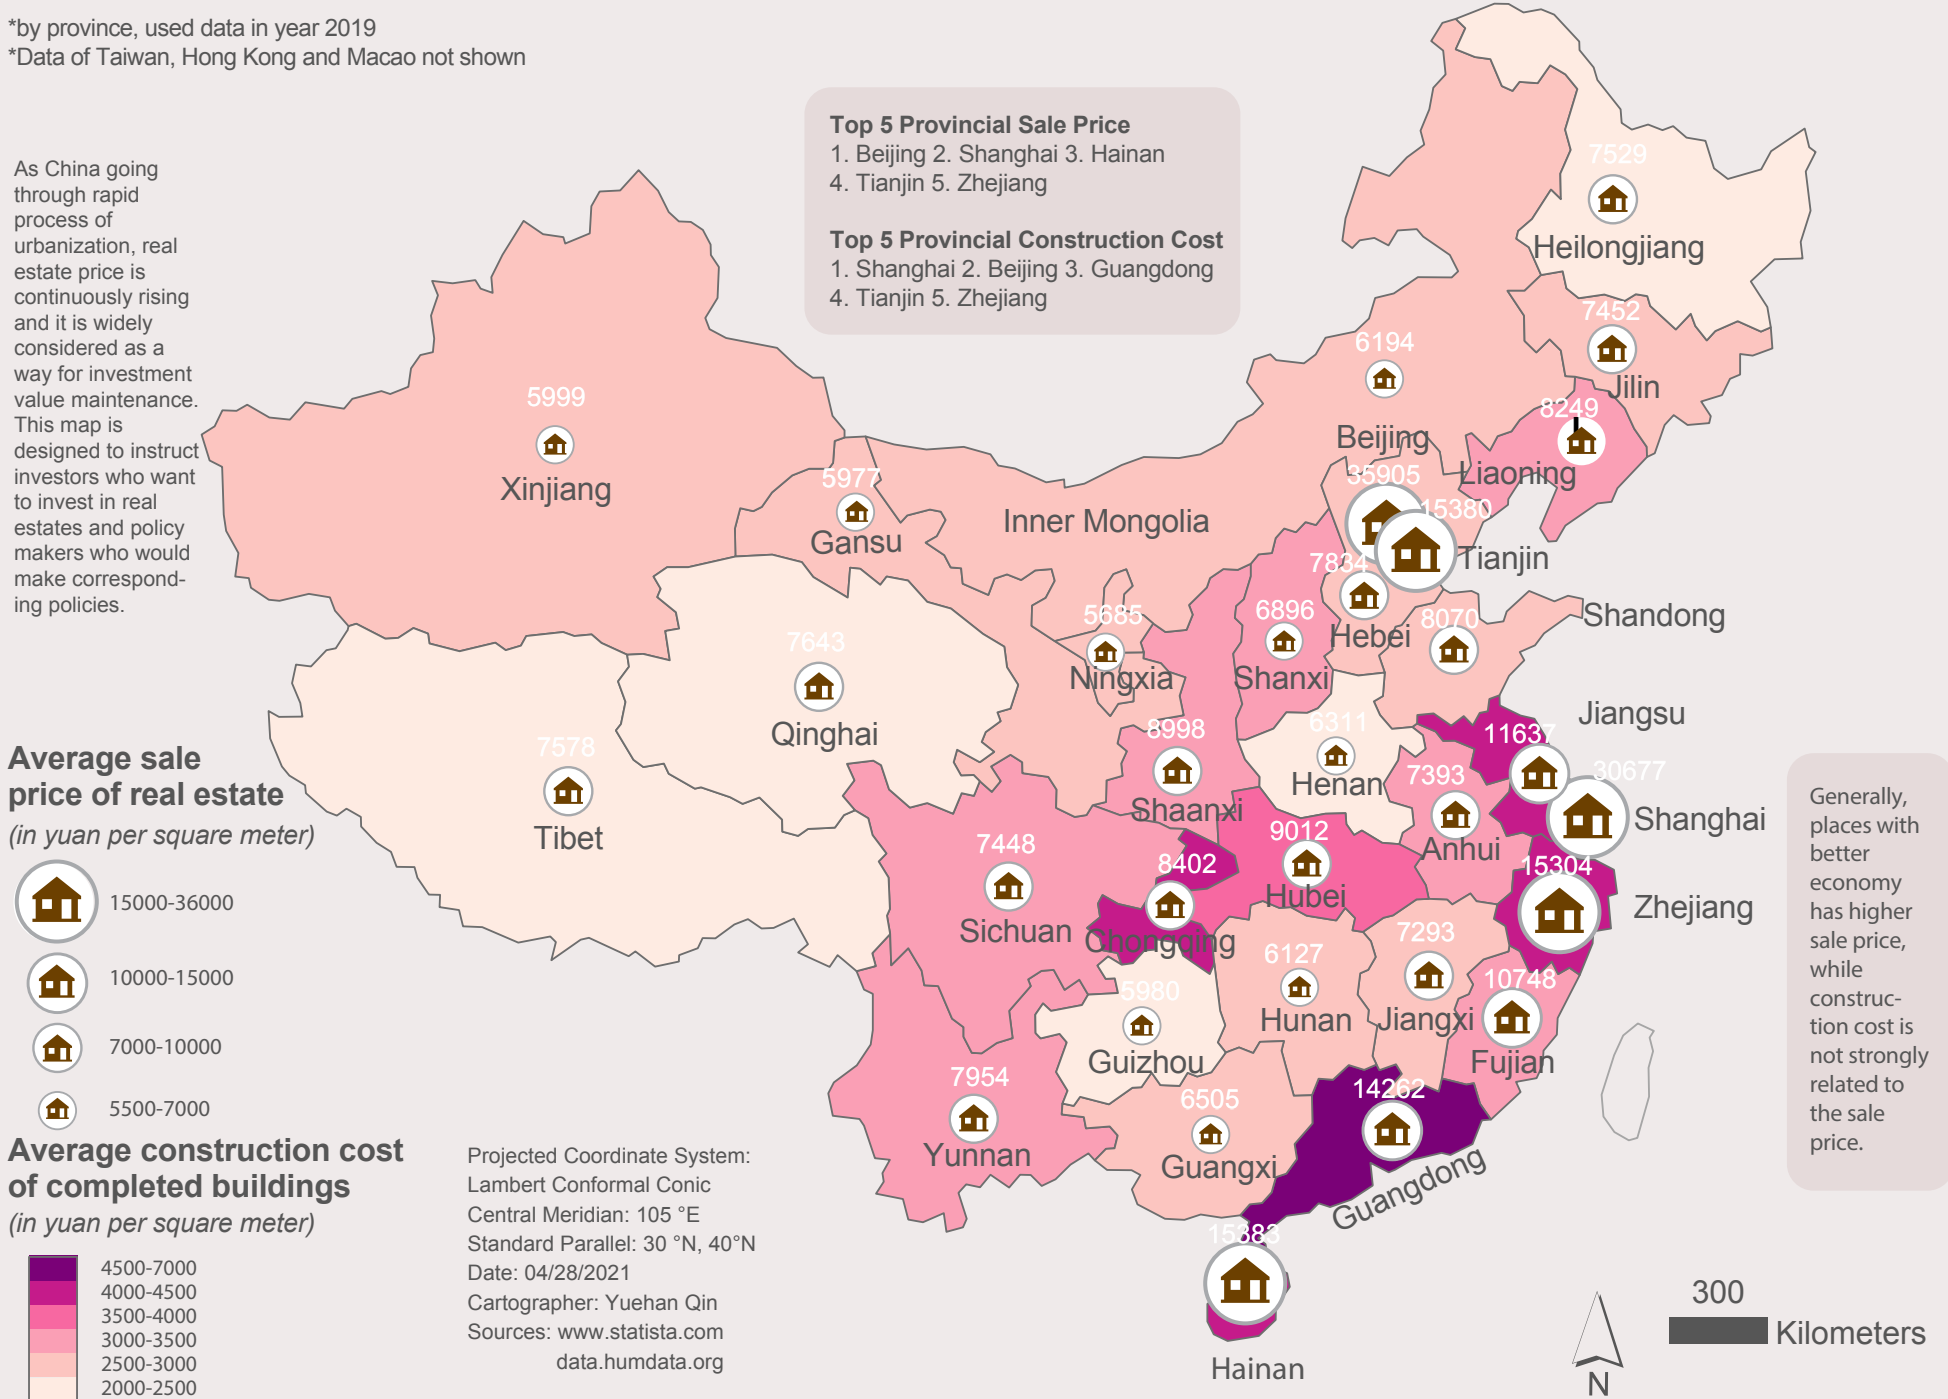 *by province, used data in year 2019
*Data of Taiwan, Hong Kong and Macao not shown
As China going
through rapid
process of
urbanization, real
estate price is
continuously rising
and it is widely
considered as a
way for investment
value maintenance.
This map is
designed to instruct
investors who want
to invest in real
estates and policy
makers who would
make correspond-
ing policies.
Top 5 Provincial Sale Price
1. Beijing 2. Shanghai 3. Hainan
4. Tianjin 5. Zhejiang
Top 5 Provincial Construction Cost
1. Shanghai 2. Beijing 3. Guangdong
4. Tianjin 5. Zhejiang
7529
Heilongjiang
7452
Jilin
6194
Inner Mongolia
8249
Liaoning
Beijing
35905
15380
Tianjin
5999
Xinjiang
5977
Gansu
7834
Hebei
6896
Shanxi
8070
Shandong
5685
Ningxia
7643
Qinghai
7578
Tibet
8998
Shaanxi
6311
Henan
Jiangsu
11637
7393
Anhui
30677
Shanghai
7448
Sichuan
8402
Chongqing
9012
Hubei
15304
Zhejiang
6127
Hunan
7293
Jiangxi
10748
Fujian
5980
Guizhou
7954
Yunnan
6505
Guangxi
14262
Guangdong
15383
Hainan
Average sale
price of real estate
(in yuan per square meter)
15000-36000
10000-15000
7000-10000
5500-7000
Average construction cost
of completed buildings
(in yuan per square meter)
4500-7000
4000-4500
3500-4000
3000-3500
2500-3000
2000-2500
Projected Coordinate System:
Lambert Conformal Conic
Central Meridian: 105 °E
Standard Parallel: 30 °N, 40°N
Date: 04/28/2021
Cartographer: Yuehan Qin
Sources: www.statista.com
data.humdata.org
Generally,
places with
better
economy
has higher
sale price,
while
construc-
tion cost is
not strongly
related to
the sale
price.
N
300
Kilometers